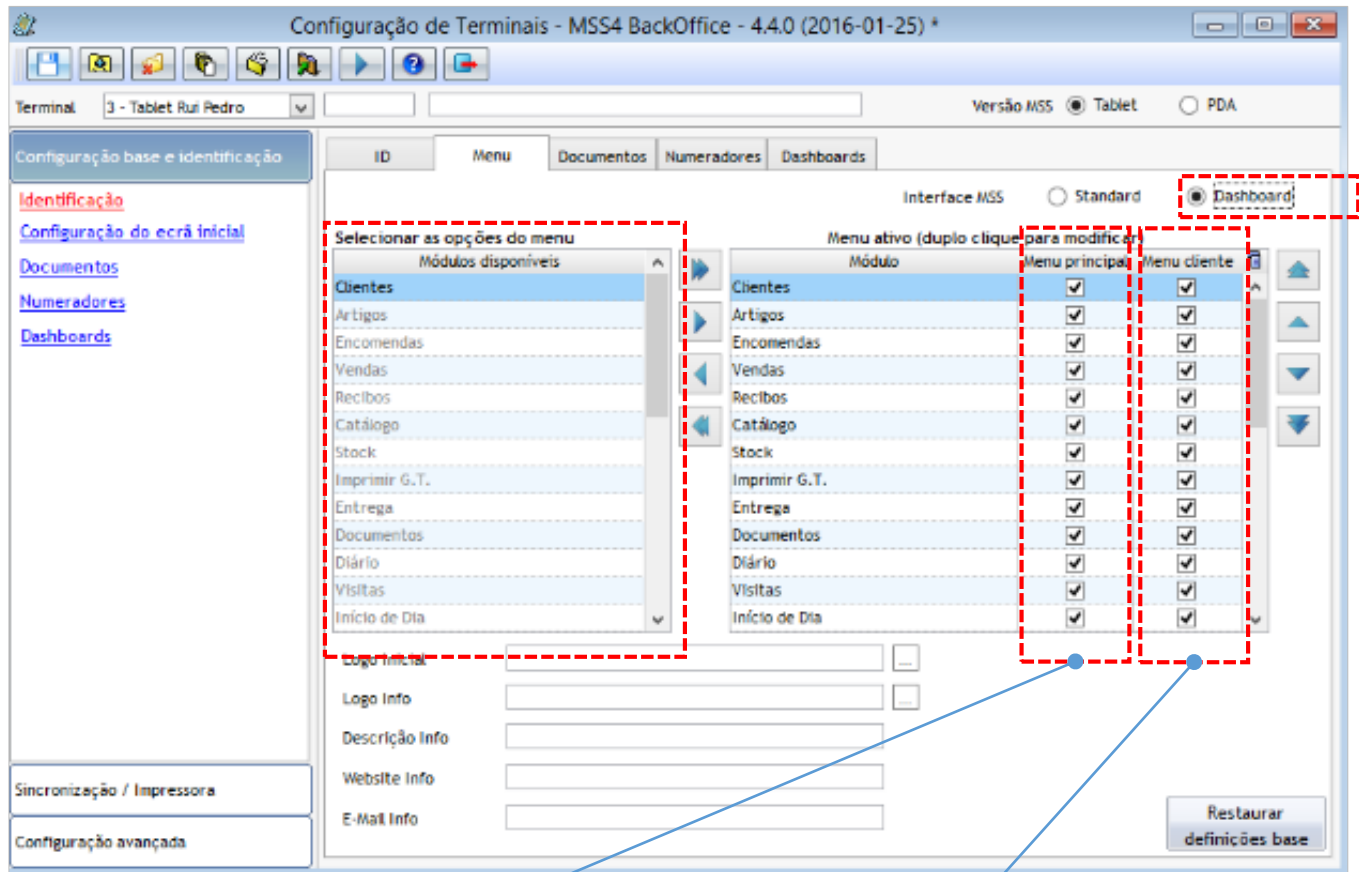 Configuração de Terminais - MSS4 BackOffice - 4.4.0 (2016-01-25) *
Terminal 3 - Tablet Rui Pedro Versão MSS Tablet PDA
Configuração base e identificação
Identificação
Configuração do ecrã inicial
Documentos
Numeradores
Dashboards
Sincronização / Impressora
Configuração avançada
ID Menu Documentos Numeradores Dashboards
Interface MSS Standard Dashboard
Selecionar as opções do menu
Módulos disponíveis
Clientes
Artigos
Encomendas
Vendas
Recibos
Catálogo
Stock
Imprimir G.T.
Entrega
Documentos
Diário
Visitas
Início de Dia
Menu ativo (duplo clique para modificar)
Módulo Menu principal Menu cliente
Clientes
Artigos
Encomendas
Vendas
Recibos
Catálogo
Stock
Imprimir G.T.
Entrega
Documentos
Diário
Visitas
Início de Dia
Logo Inicial ...
Logo Info ...
Descrição Info
Website Info
E-Mail Info
Restaurar
definições base